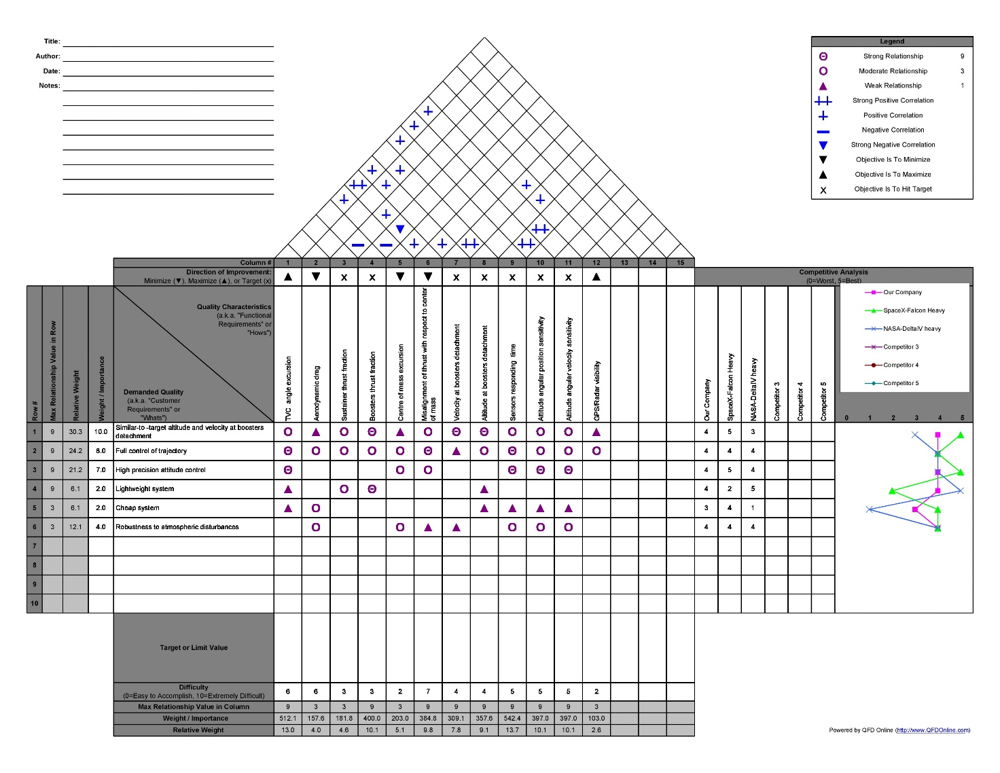 Title:
Author:
Date:
Notes:
Legend
Strong Relationship 9
Moderate Relationship 3
Weak Relationship 1
Strong Positive Correlation
Positive Correlation
Negative Correlation
Strong Negative Correlation
Objective Is To Minimize
Objective Is To Maximize
x Objective Is To Hit Target
Column # 1 2 3 4 5 6 7 8 9 10 11 12 13 14 15
Direction of Improvement:
Minimize (▼), Maximize (▲), or Target (x)
▲ ▼ x x ▼ ▼ x x x x x ▲
Competitive Analysis
(0=Worst, 5=Best)
Row #
Max Relationship Value in Row
Relative Weight
Weight / Importance
Quality Characteristics
(a.k.a. "Functional
Requirements" or
"Hows")
Demanded Quality
(a.k.a. "Customer
Requirements" or
"Whats")
TVC angle excursion
Aerodynamic drag
Sustainer thrust fraction
Boosters thrust fraction
Centre of mass excursion
Misalignment of thrust with respect to center
of mass
Velocity at boosters detachment
Altitude at boosters detachment
Sensors responding time
Attitude angular position sensitivity
Attitude angular velocity sensitivity
GPS/Radar visibility
Our Company
SpaceX-Falcon Heavy
NASA-DeltaIV heavy
Competitor 3
Competitor 4
Competitor 5
Our Company
SpaceX-Falcon Heavy
NASA-DeltaIV heavy
Competitor 3
Competitor 4
Competitor 5
0 1 2 3 4 5
1 9 30.3 10.0 Similar-to -target altitude and velocity at boosters
detachment 4 5 3
2 9 24.2 8.0 Full control of trajectory 4 4 4
3 9 21.2 7.0 High precision attitude control 4 5 4
4 9 6.1 2.0 Lightweight system 4 2 5
5 3 6.1 2.0 Cheap system 3 4 1
6 3 12.1 4.0 Robustness to atmospheric disturbances 4 4 4
7
8
9
10
Target or Limit Value
Difficulty
(0=Easy to Accomplish, 10=Extremely Difficult)
6 6 3 3 2 7 4 4 5 5 5 2
Max Relationship Value in Column 9 3 3 9 3 9 9 9 9 9 9 3
Weight / Importance 512.1 157.6 181.8 400.0 203.0 384.8 309.1 357.6 542.4 397.0 397.0 103.0
Relative Weight 13.0 4.0 4.6 10.1 5.1 9.8 7.8 9.1 13.7 10.1 10.1 2.6
Powered by QFD Online (http://www.QFDOnline.com)